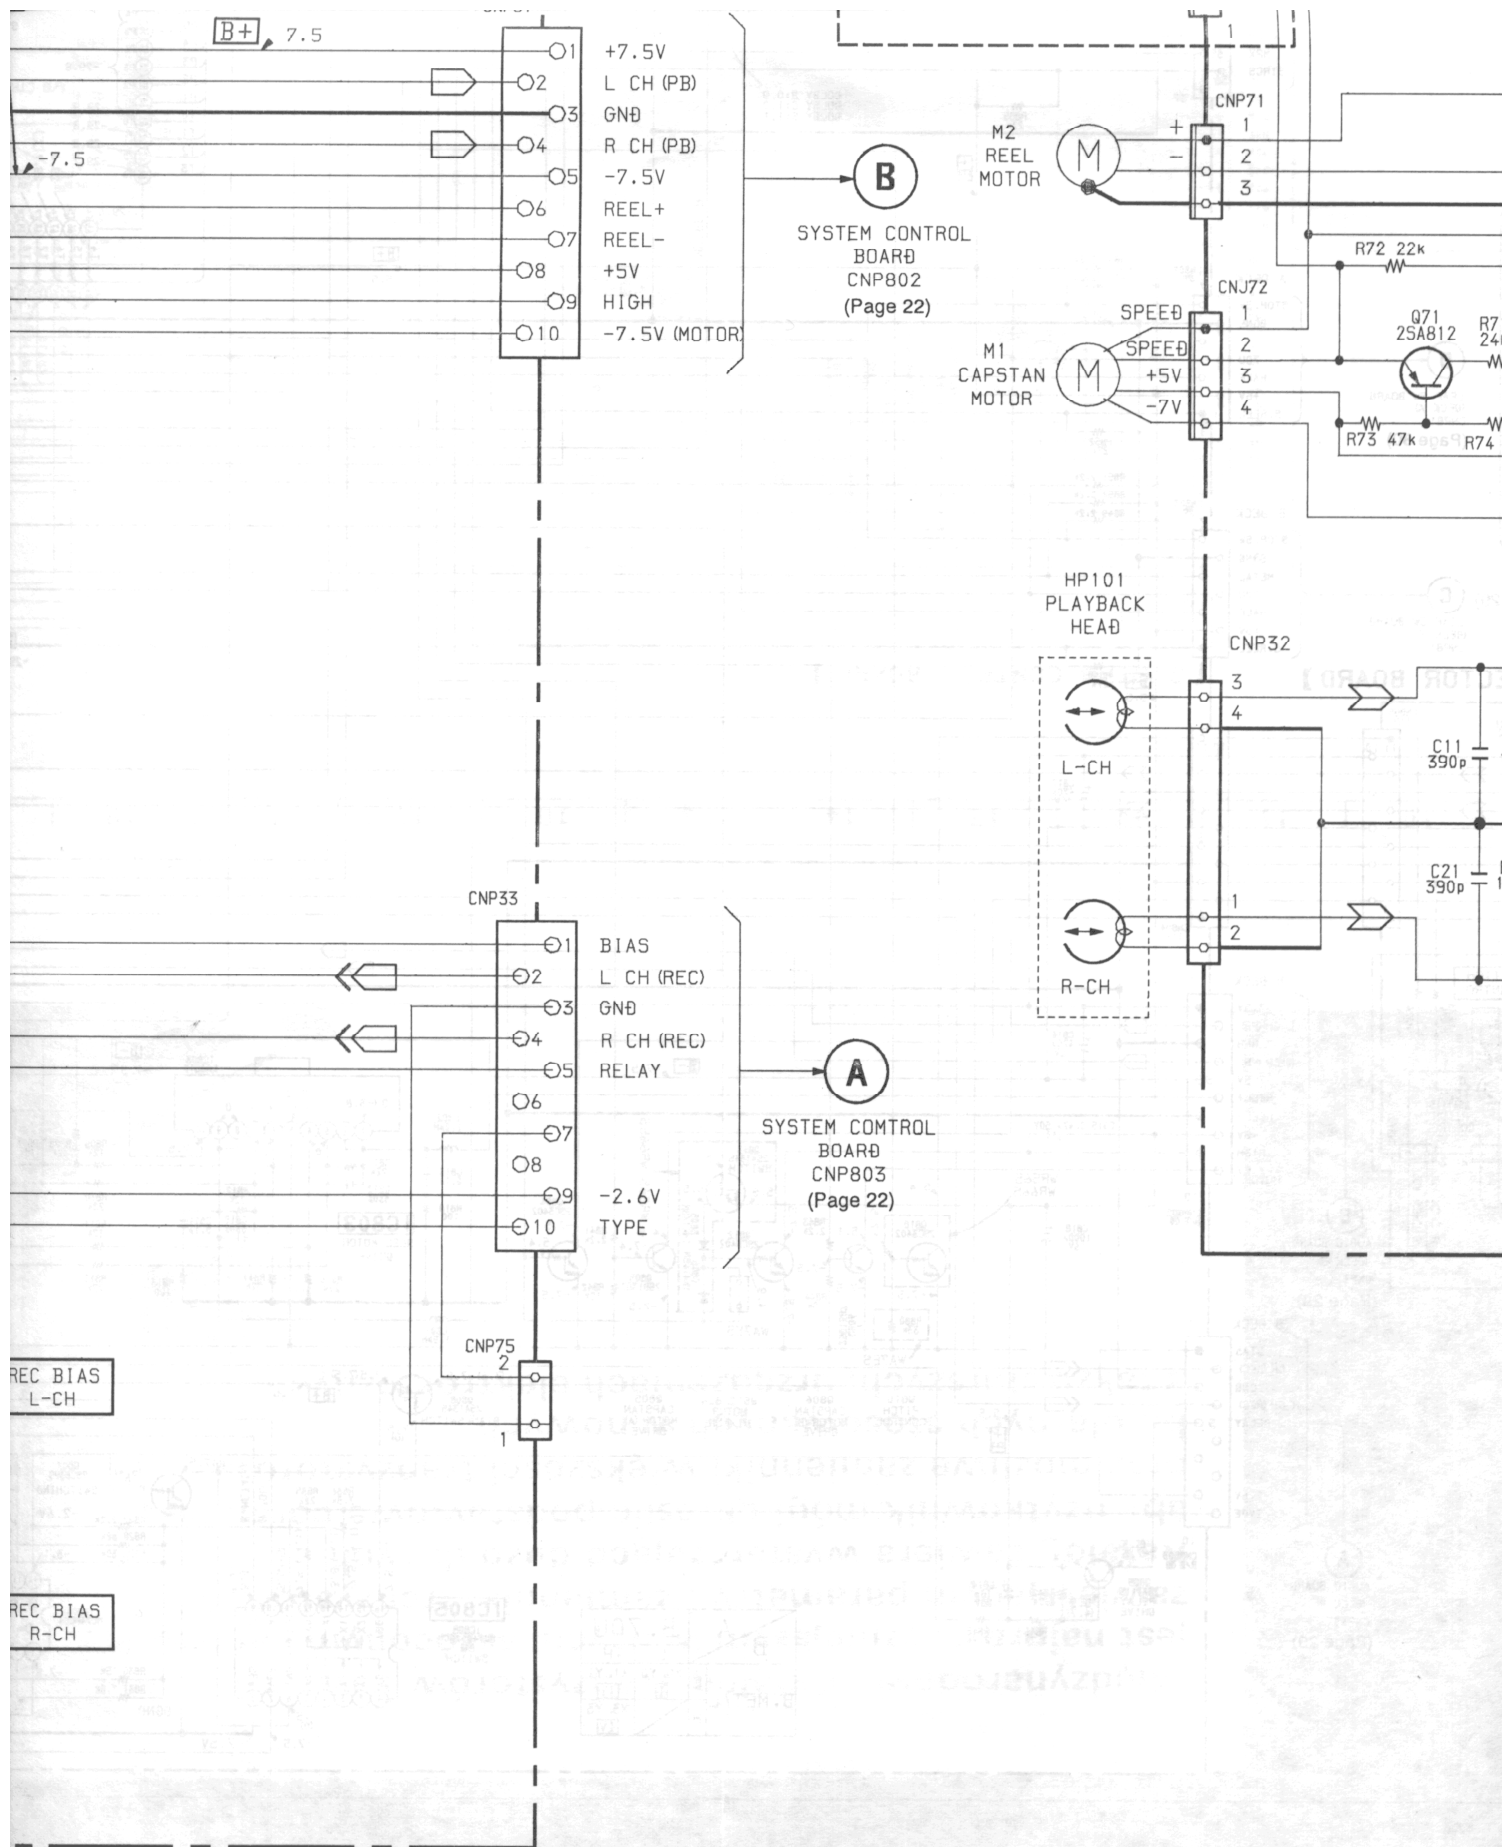 B+ 7.5
1 +7.5V
2 L CH (PB)
3 GND
4 R CH (PB)
-7.5
5 -7.5V
6 REEL+
7 REEL-
8 +5V
9 HIGH
10 -7.5V (MOTOR)
B
SYSTEM CONTROL
BOARD
CNP802
(Page 22)
1
CNP71
M2
REEL
MOTOR
M
+ 1
- 2
3
R72 22k
CNJ72
M1
CAPSTAN
MOTOR
M
SPEED 1
SPEED 2
+5V 3
-7V 4
Q71
2SA812
R73 47k
R74
HP101
PLAYBACK
HEAD
CNP32
3
4
L-CH
C11
390p
C21
390p
1
2
R-CH
CNP33
1 BIAS
2 L CH (REC)
3 GND
4 R CH (REC)
5 RELAY
6
7
8
9 -2.6V
10 TYPE
A
SYSTEM COMTROL
BOARD
CNP803
(Page 22)
CNP75
2
1
REC BIAS
L-CH
REC BIAS
R-CH